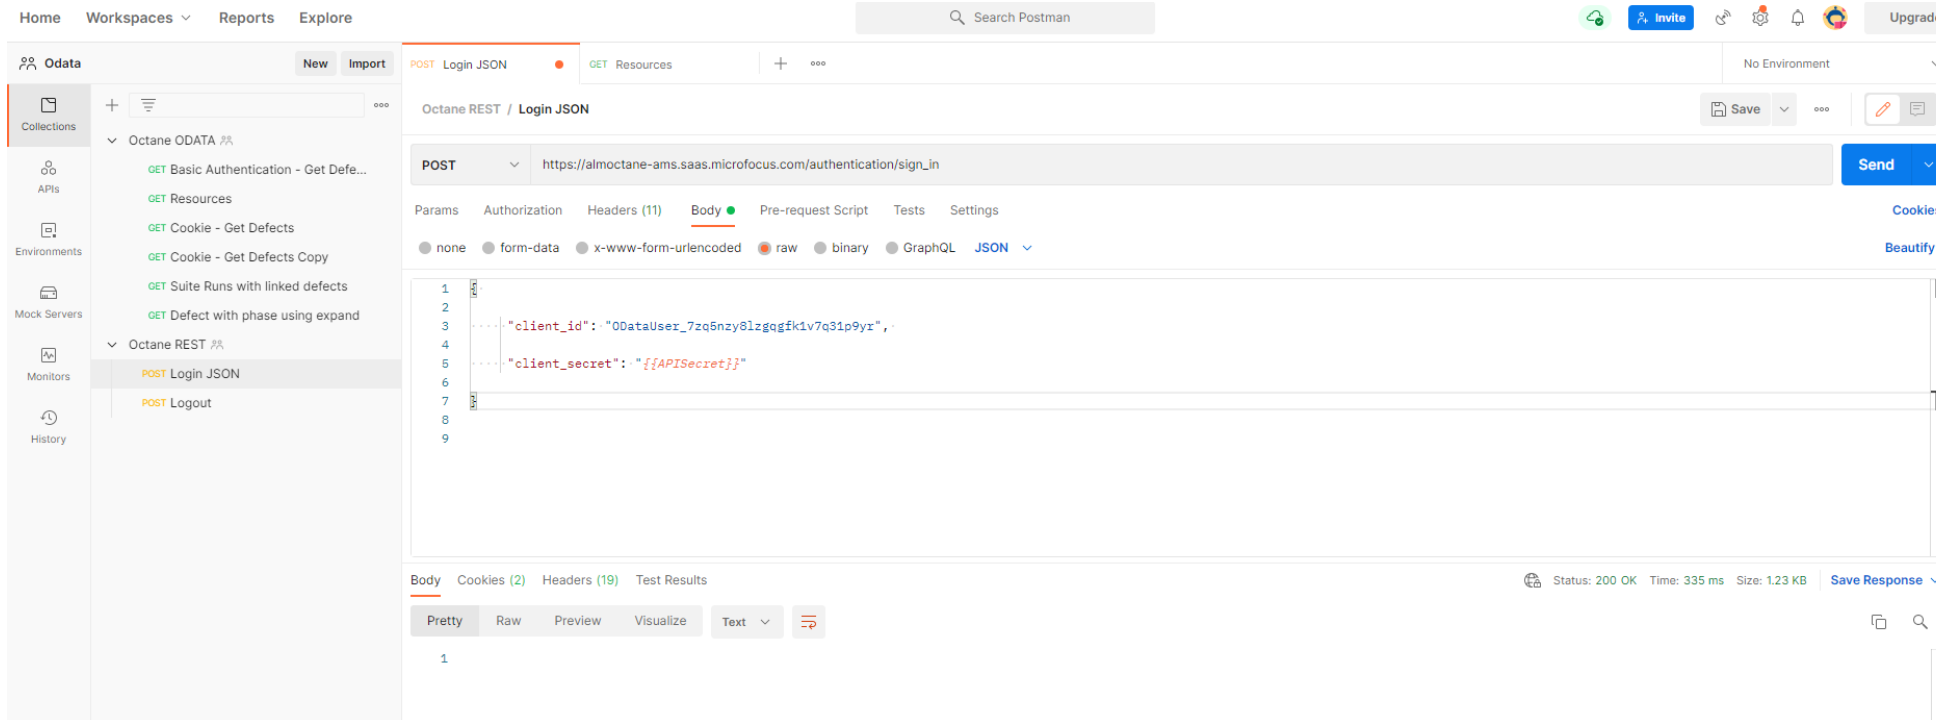 Home Workspaces Reports Explore Search Postman Invite
Odata New Import POST Login JSON GET Resources No Environment
Collections
APIs
Environments
Mock Servers
Monitors
History
Octane ODATA
GET Basic Authentication - Get Defe...
GET Resources
GET Cookie - Get Defects
GET Cookie - Get Defects Copy
GET Suite Runs with linked defects
GET Defect with phase using expand
Octane REST
POST Login JSON
POST Logout
Octane REST / Login JSON Save
POST https://almoctane-ams.saas.microfocus.com/authentication/sign_in Send
Params Authorization Headers (11) Body Pre-request Script Tests Settings
none form-data x-www-form-urlencoded raw binary GraphQL JSON Beautify
1 {
2
3 "client_id": "ODataUser_7zq5nzy8lzgqgfk1v7q31p9yr",
4
5 "client_secret": "{{APISecret}}"
6
7 }
8
9
Body Cookies (2) Headers (19) Test Results Status: 200 OK Time: 335 ms Size: 1.23 KB Save Response
Pretty Raw Preview Visualize Text
1